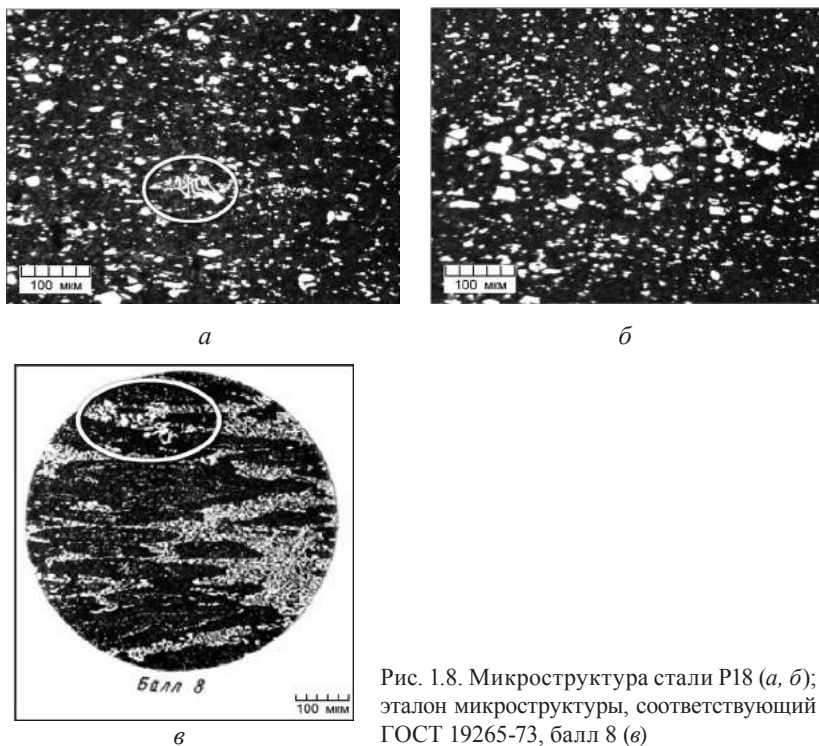 100 мкм
100 мкм
а
б
Балл 8
100 мкм
в
Рис. 1.8. Микроструктура стали Р18 (а, б);
эталон микроструктуры, соответствующий
ГОСТ 19265-73, балл 8 (в)